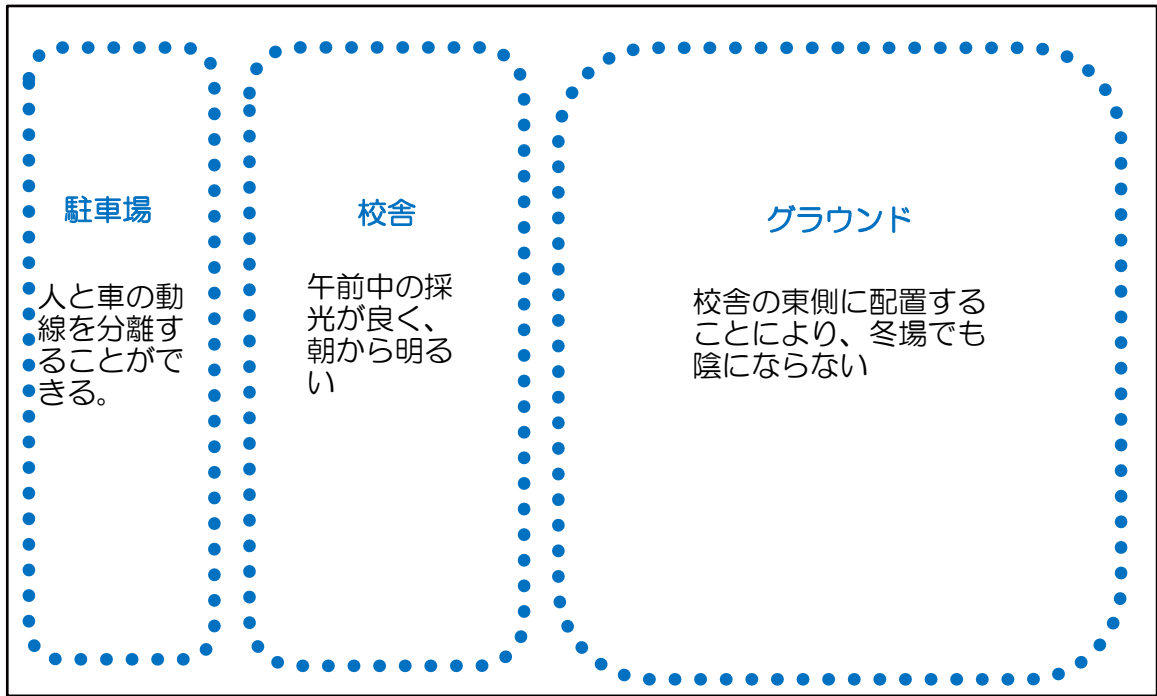 駐車場
人と車の動
線を分離す
ることがで
きる。
校舎
午前中の採
光が良く、
朝から明る
い
グラウンド
校舎の東側に配置する
ことにより、冬場でも
陰にならない